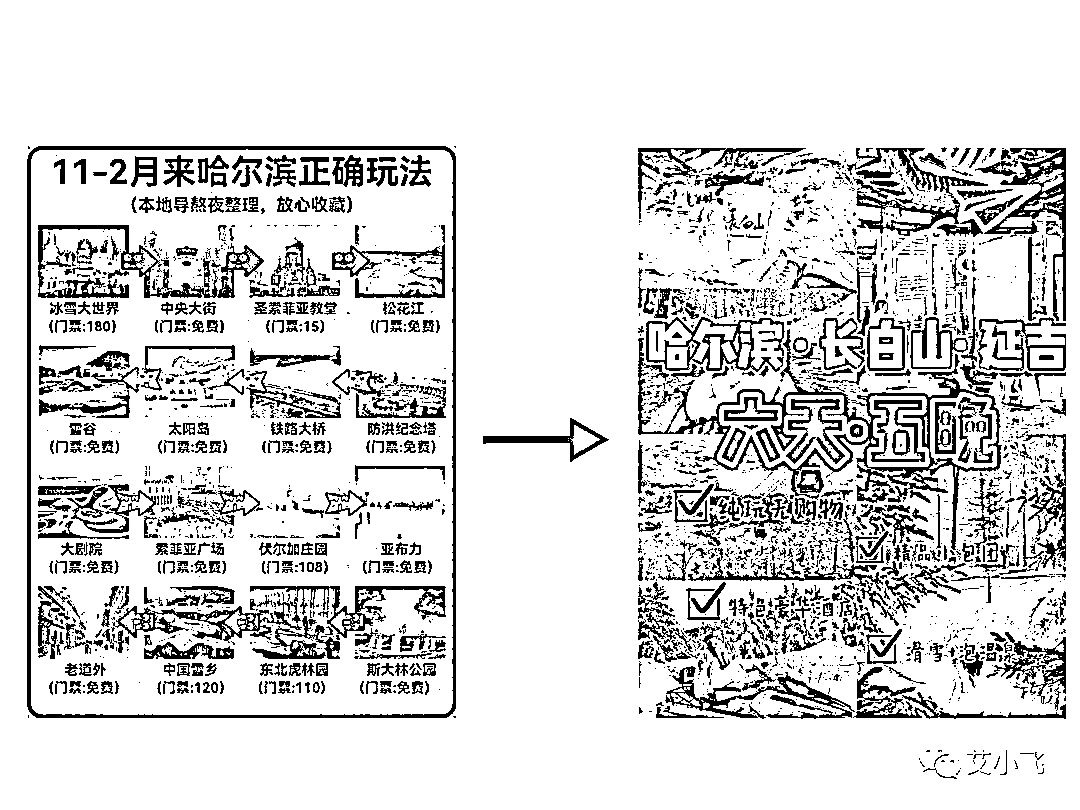 11-2月来哈尔滨正确玩法
(本地导熬夜整理，放心收藏)
冰雪大世界 中央大街 圣索菲亚教堂 松花江
(门票:180) (门票:免费) (门票:15) (门票:免费)
雪谷 太阳岛 铁路大桥 防洪纪念塔
(门票:免费) (门票:免费) (门票:免费) (门票:免费)
大剧院 索菲亚广场 伏尔加庄园 亚布力
(门票:免费) (门票:免费) (门票:108) (门票:免费)
老道外 中国雪乡 东北虎林园 斯大林公园
(门票:免费) (门票:120) (门票:110) (门票:免费)
长白山
哈尔滨·长白山·延吉
六天·五晚
纯玩无购物
精品小包团
特色豪华酒店
滑雪+泡温泉
艾小飞